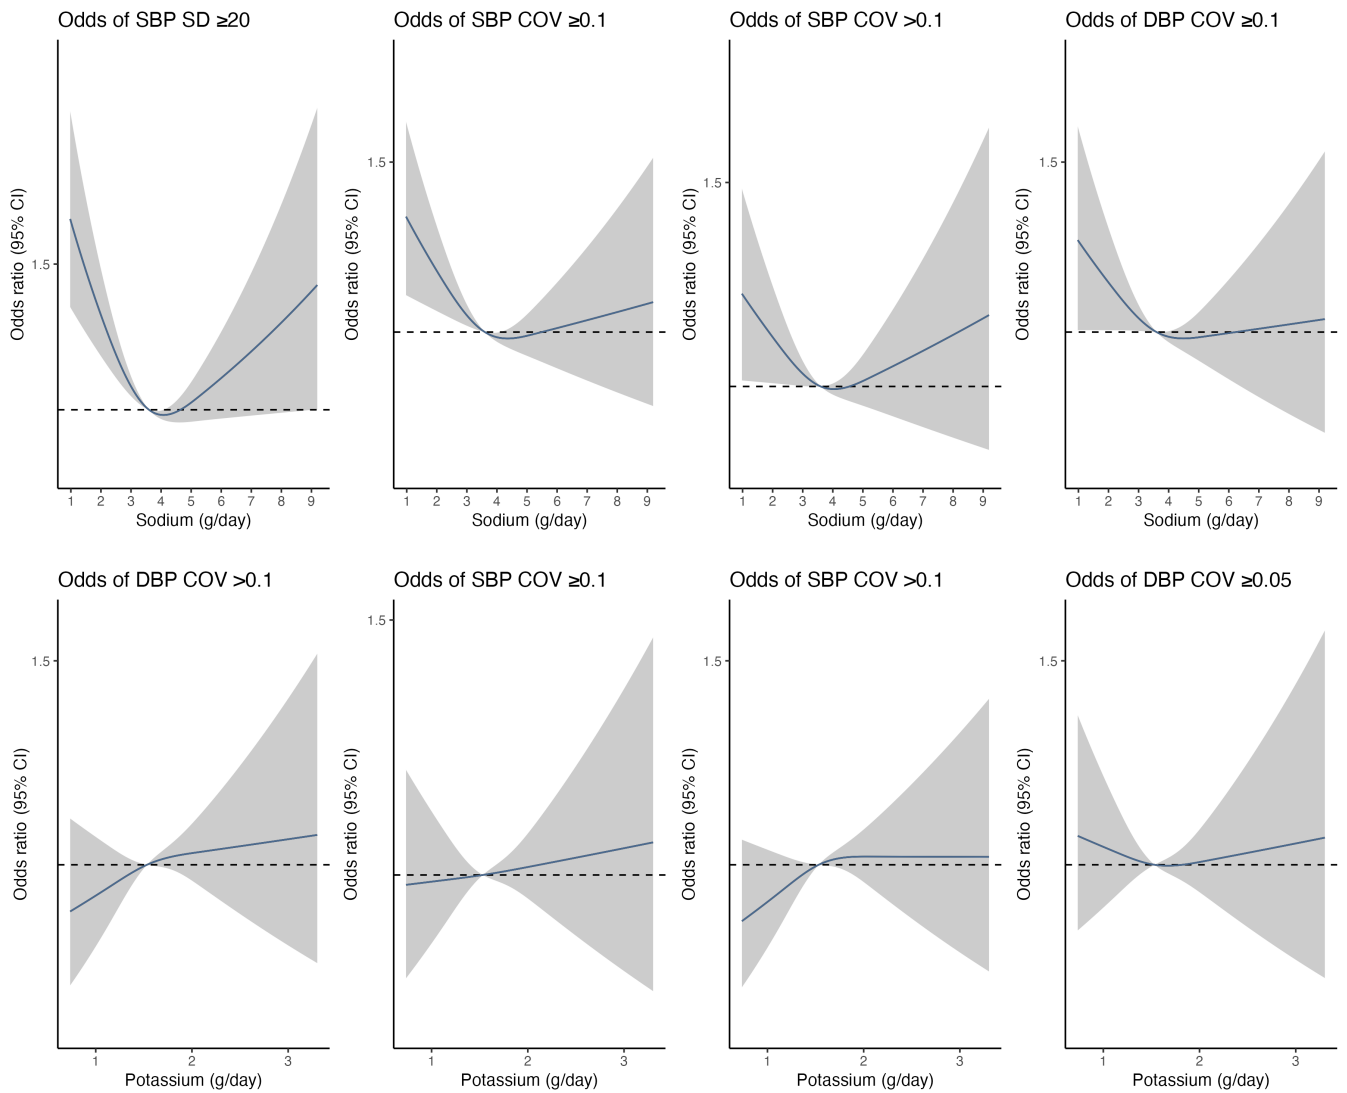 Odds of SBP SD ≥20
Odds of SBP COV ≥0.1
Odds of SBP COV >0.1
Odds of DBP COV ≥0.1
Odds ratio (95% CI)
1.5
Odds ratio (95% CI)
1.5
Odds ratio (95% CI)
1.5
Odds ratio (95% CI)
1.5
1 2 3 4 5 6 7 8 9
1 2 3 4 5 6 7 8 9
1 2 3 4 5 6 7 8 9
1 2 3 4 5 6 7 8 9
Sodium (g/day)
Sodium (g/day)
Sodium (g/day)
Sodium (g/day)
Odds of DBP COV >0.1
Odds of SBP COV ≥0.1
Odds of SBP COV >0.1
Odds of DBP COV ≥0.05
Odds ratio (95% CI)
1.5
Odds ratio (95% CI)
1.5
Odds ratio (95% CI)
1.5
Odds ratio (95% CI)
1.5
1 2 3
1 2 3
1 2 3
1 2 3
Potassium (g/day)
Potassium (g/day)
Potassium (g/day)
Potassium (g/day)